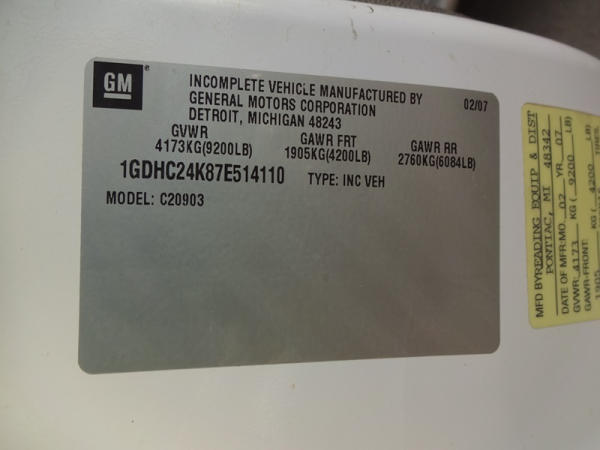 GM
INCOMPLETE VEHICLE MANUFACTURED BY
02/07
GENERAL MOTORS CORPORATION
DETROIT, MICHIGAN 48243
GVWR GAWR FRT GAWR RR
4173KG(9200LB) 1905KG(4200LB) 2760KG(6084LB)
1GDHC24K87E514110 TYPE: INC VEH
MODEL: C20903
MFD BY READING EQUIP & DIST
PONTIAC, MI 48342
DATE OF MFR:MO. 02 YR. 07
GVWR 4173 KG ( 9200 LB)
GAWR-FRONT:
1905 KG ( 4200 LB)